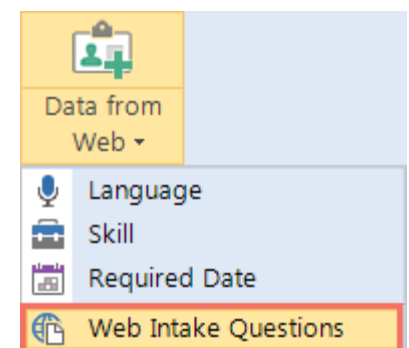 Data from
Web
Language
Skill
Required Date
Web Intake Questions